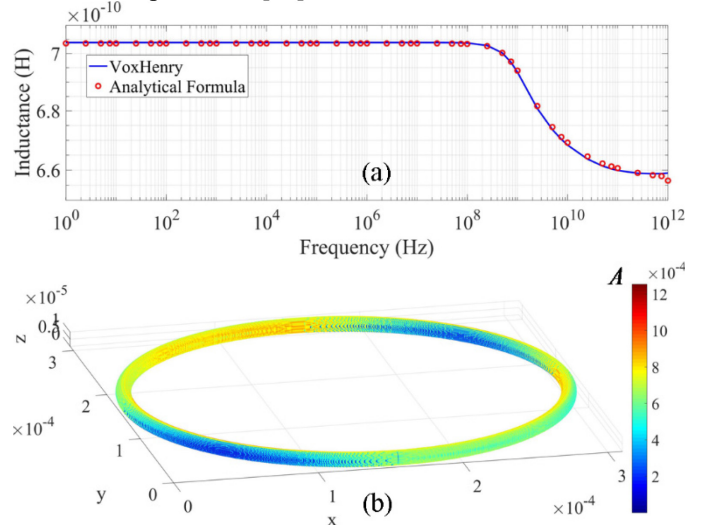 ×10⁻¹⁰
7
6.8
6.6
Inductance (H)
VoxHenry
Analytical Formula
(a)
10⁰ 10² 10⁴ 10⁶ 10⁸ 10¹⁰ 10¹²
Frequency (Hz)
×10⁻⁵
z
3
2
×10⁻⁴
1
y
0
0
1
2
3
x
×10⁻⁴
(b)
A
×10⁻⁴
12
10
8
6
4
2